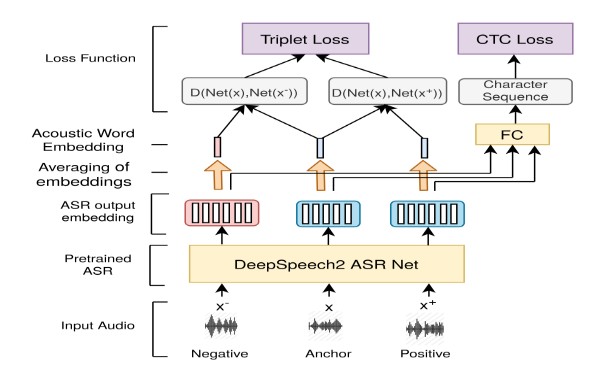 Loss Function
Triplet Loss
CTC Loss
D(Net(x),Net(x⁻))
D(Net(x),Net(x⁺))
Character
Sequence
Acoustic Word
Embedding
FC
Averaging of
embeddings
ASR output
embedding
Pretrained
ASR
DeepSpeech2 ASR Net
Input Audio
x⁻
x
x⁺
Negative
Anchor
Positive